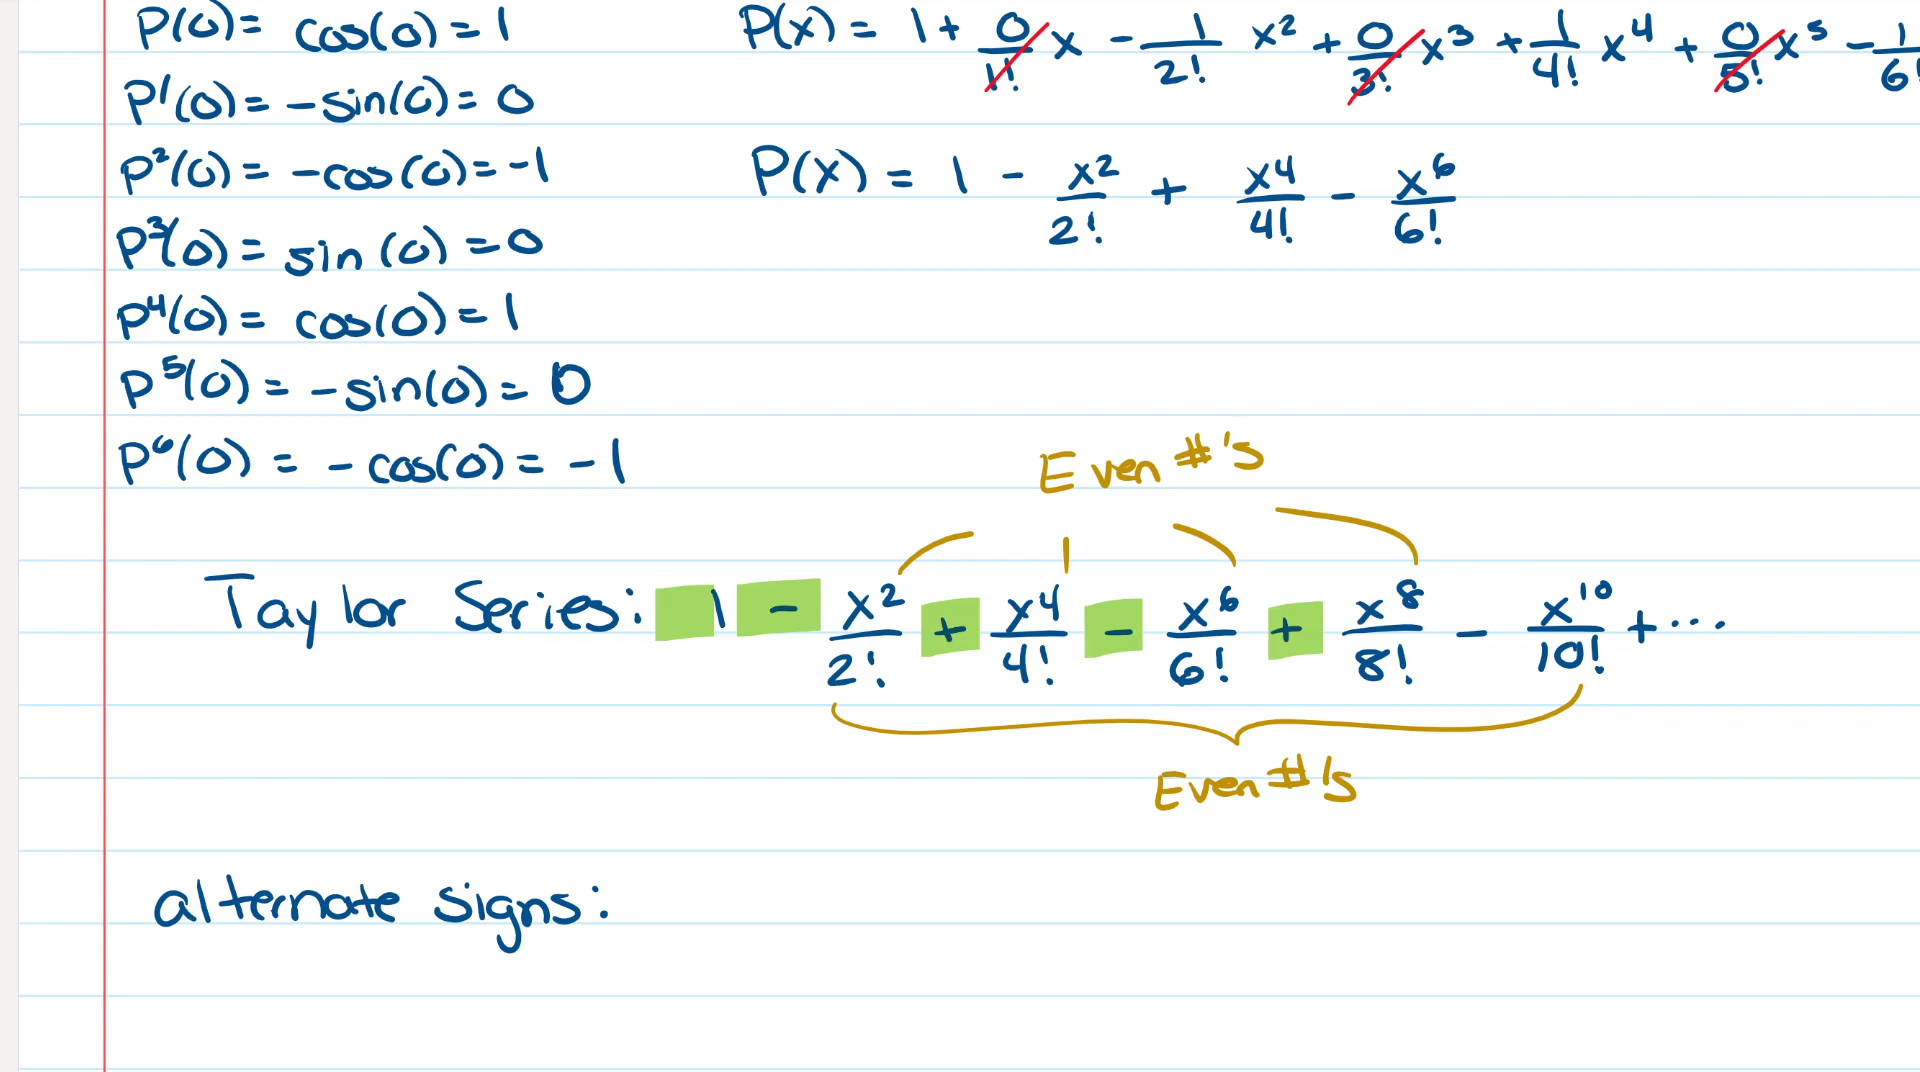 P(0) = cos(0) = 1
P(x) = 1 + 0/1! x - 1/2! x² + 0/3! x³ + 1/4! x⁴ + 0/5! x⁵ - 1/6!
P'(0) = -sin(0) = 0
P²(0) = -cos(0) = -1
P(x) = 1 - x²/2! + x⁴/4! - x⁶/6!
P³(0) = sin(0) = 0
P⁴(0) = cos(0) = 1
P⁵(0) = -sin(0) = 0
P⁶(0) = -cos(0) = -1
Even #'s
Taylor Series: 1 - x²/2! + x⁴/4! - x⁶/6! + x⁸/8! - x¹⁰/10! + ...
Even #'s
alternate signs: